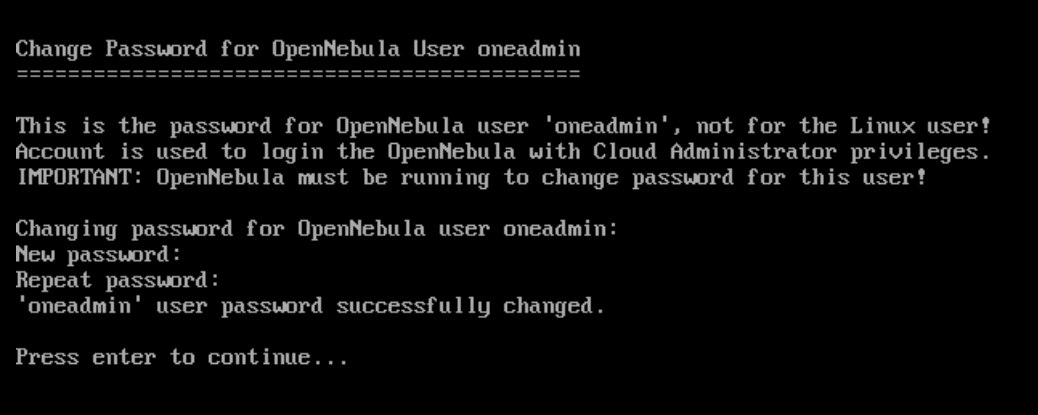 Change Password for OpenNebula User oneadmin
============================================
This is the password for OpenNebula user 'oneadmin', not for the Linux user!
Account is used to login the OpenNebula with Cloud Administrator privileges.
IMPORTANT: OpenNebula must be running to change password for this user!
Changing password for OpenNebula user oneadmin:
New password:
Repeat password:
'oneadmin' user password successfully changed.
Press enter to continue...